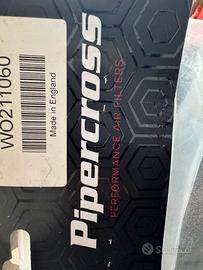 WO211060
Made in England
Pipercross
PERFORMANCE AIR FILTERS